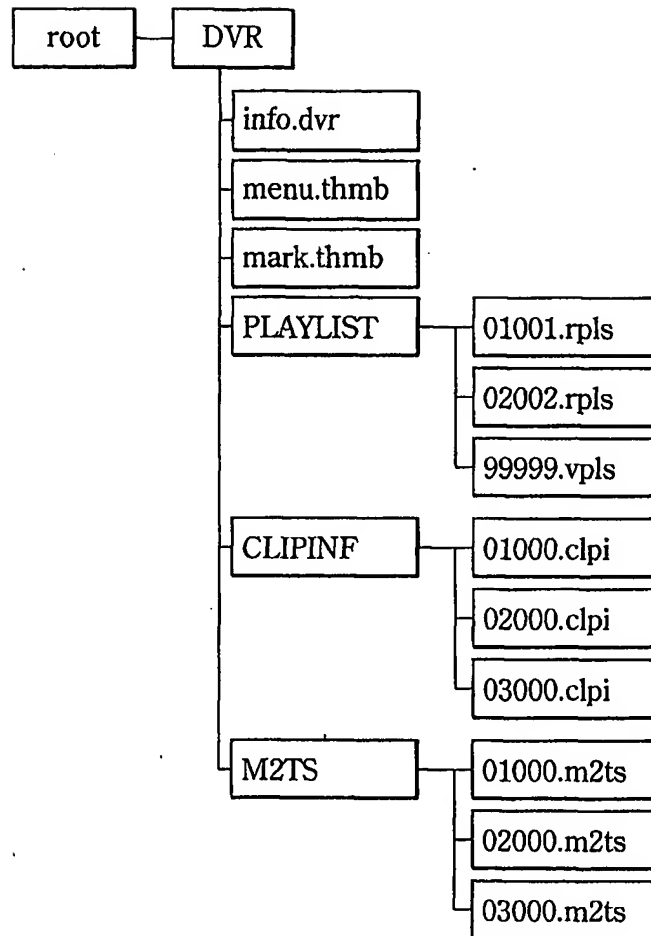 root
DVR
info.dvr
menu.thmb
mark.thmb
PLAYLIST
01001.rpls
02002.rpls
99999.vpls
CLIPINF
01000.clpi
02000.clpi
03000.clpi
M2TS
01000.m2ts
02000.m2ts
03000.m2ts